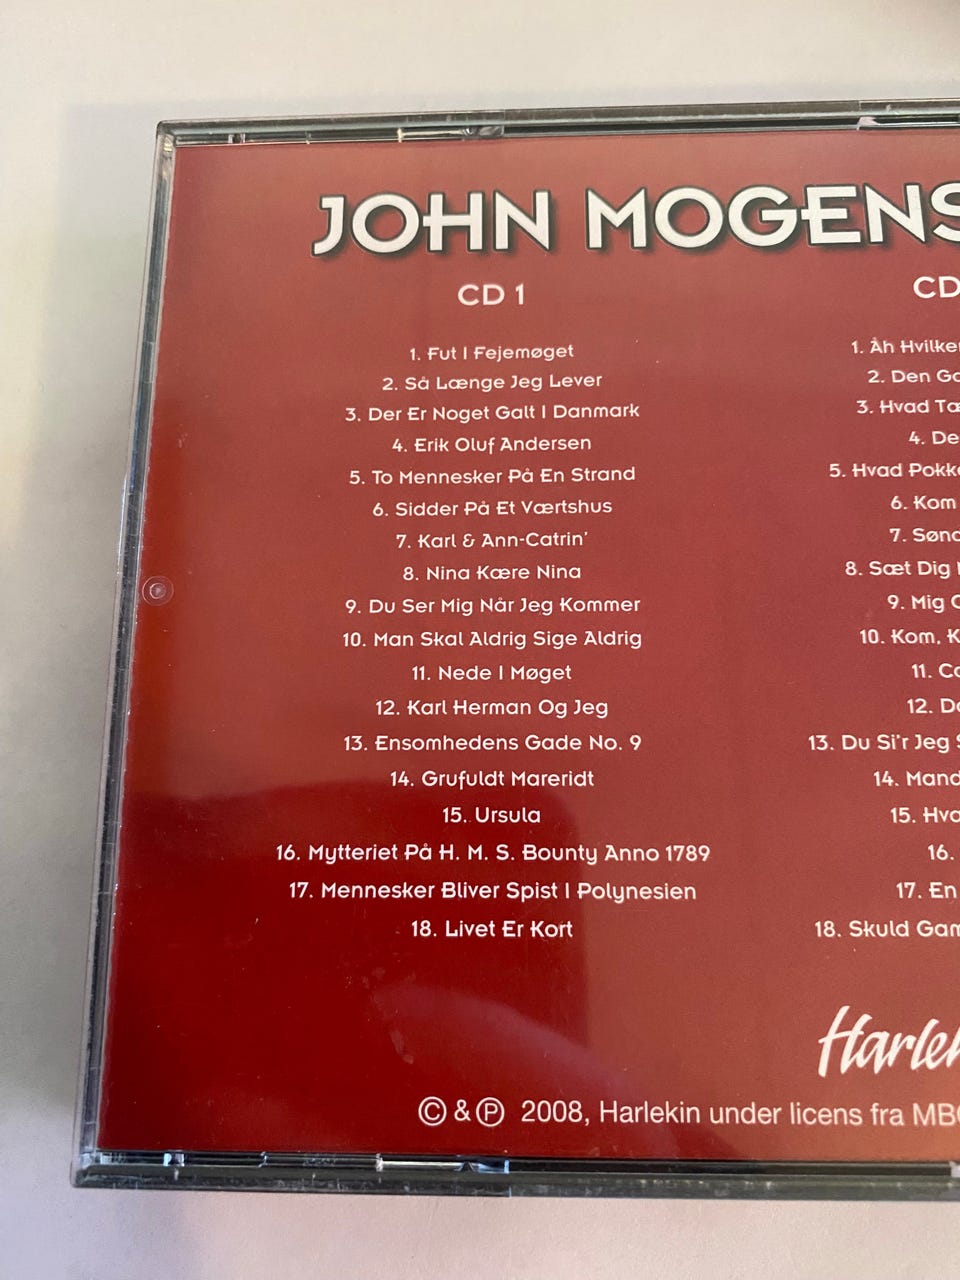 JOHN MOGENS
CD 1
1. Fut I Fejemøget
2. Så Længe Jeg Lever
3. Der Er Noget Galt I Danmark
4. Erik Oluf Andersen
5. To Mennesker På En Strand
6. Sidder På Et Værtshus
7. Karl & Ann-Catrin'
8. Nina Kære Nina
9. Du Ser Mig Når Jeg Kommer
10. Man Skal Aldrig Sige Aldrig
11. Nede I Møget
12. Karl Herman Og Jeg
13. Ensomhedens Gade No. 9
14. Grufuldt Mareridt
15. Ursula
16. Mytteriet På H. M. S. Bounty Anno 1789
17. Mennesker Bliver Spist I Polynesien
18. Livet Er Kort
CD
1. Åh Hvilke
2. Den
3. Hvad
4.
5. Hvad
6. Kom
7.
8. Sæt Dig
9. Mig
10. Kom,
11.
12.
13. Du Si'r Jeg
14.
15.
16.
17. En
18. Skuld
© & ℗ 2008, Harlekin under licens fra